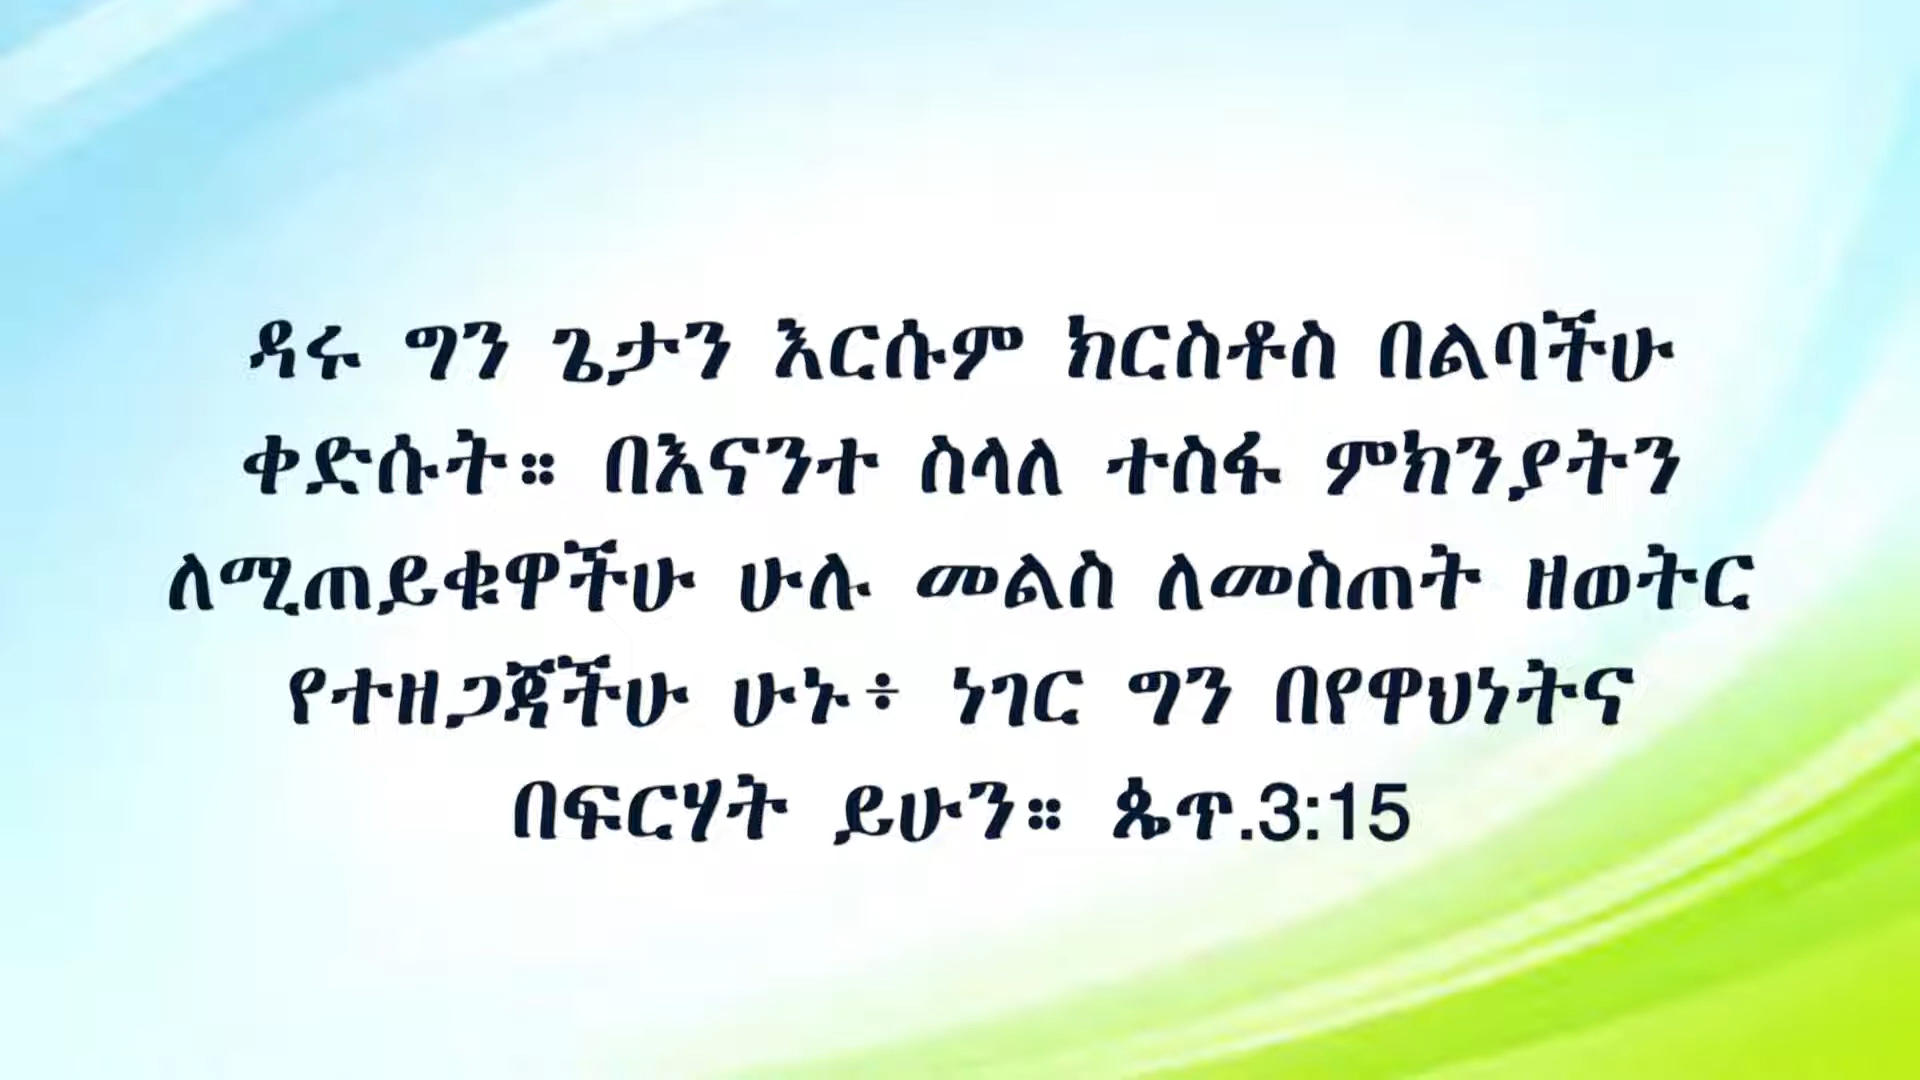 ዳሩ ግን ጌታን እርሱም ክርስቶስ በልባችሁ
ቀድሱት። በእናንተ ስላለ ተስፋ ምክንያትን
ለሚጠይቁዋችሁ ሁሉ መልስ ለመስጠት ዘወትር
የተዘጋጃችሁ ሁኑ፥ ነገር ግን በየዋህነትና
በፍርሃት ይሁን። ጴጥ.3:15